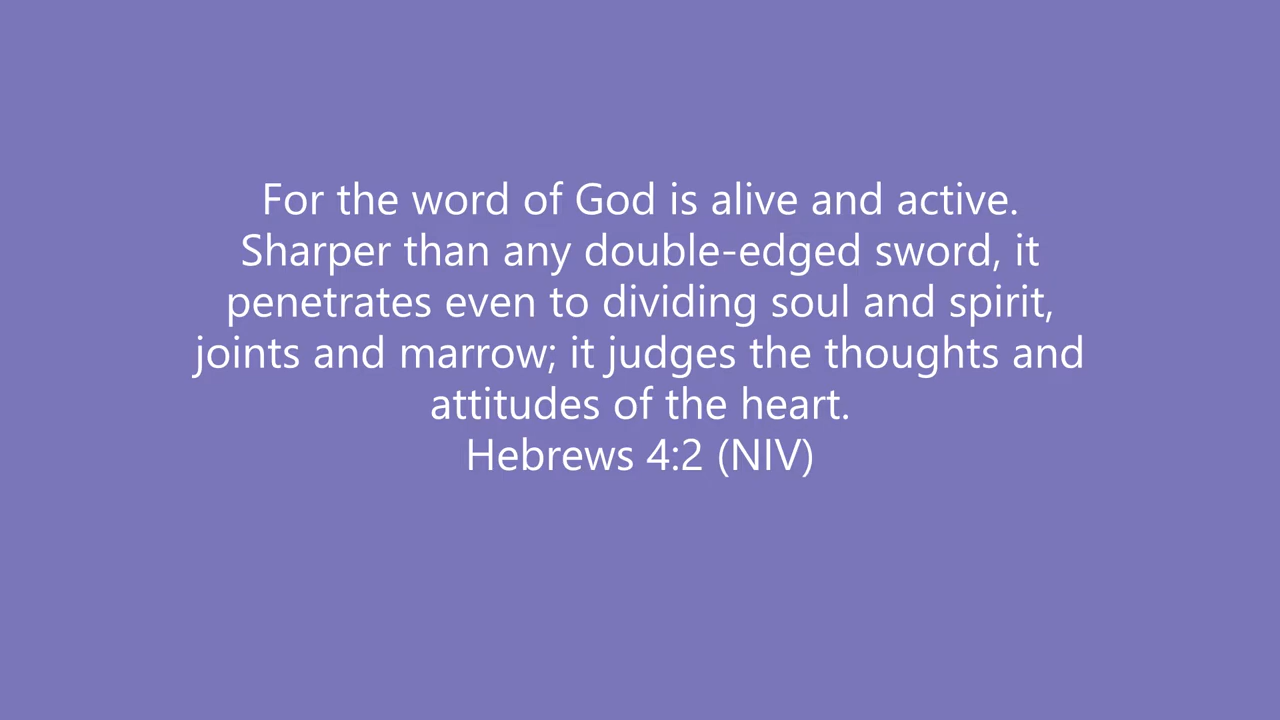 For the word of God is alive and active.
Sharper than any double-edged sword, it
penetrates even to dividing soul and spirit,
joints and marrow; it judges the thoughts and
attitudes of the heart.
Hebrews 4:2 (NIV)